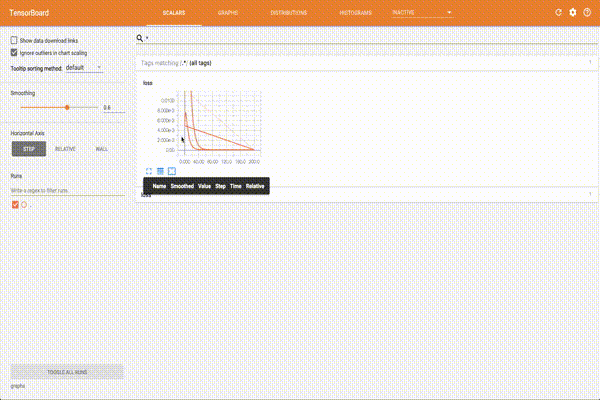 TensorBoard
SCALARS
GRAPHS
DISTRIBUTIONS
HISTOGRAMS
INACTIVE
Show data download links
Ignore outliers in chart scaling
Tooltip sorting method: default
Smoothing
0.6
Horizontal Axis
STEP
RELATIVE
WALL
Runs
Write a regex to filter runs
.
TOGGLE ALL RUNS
graphs
.*
Tags matching /.*/ (all tags)
1
loss
0.0100
8.000e-3
6.000e-3
4.000e-3
2.000e-3
0.00
0.000 40.00 80.00 120.0 160.0 200.0
Name Smoothed Value Step Time Relative
loss
1